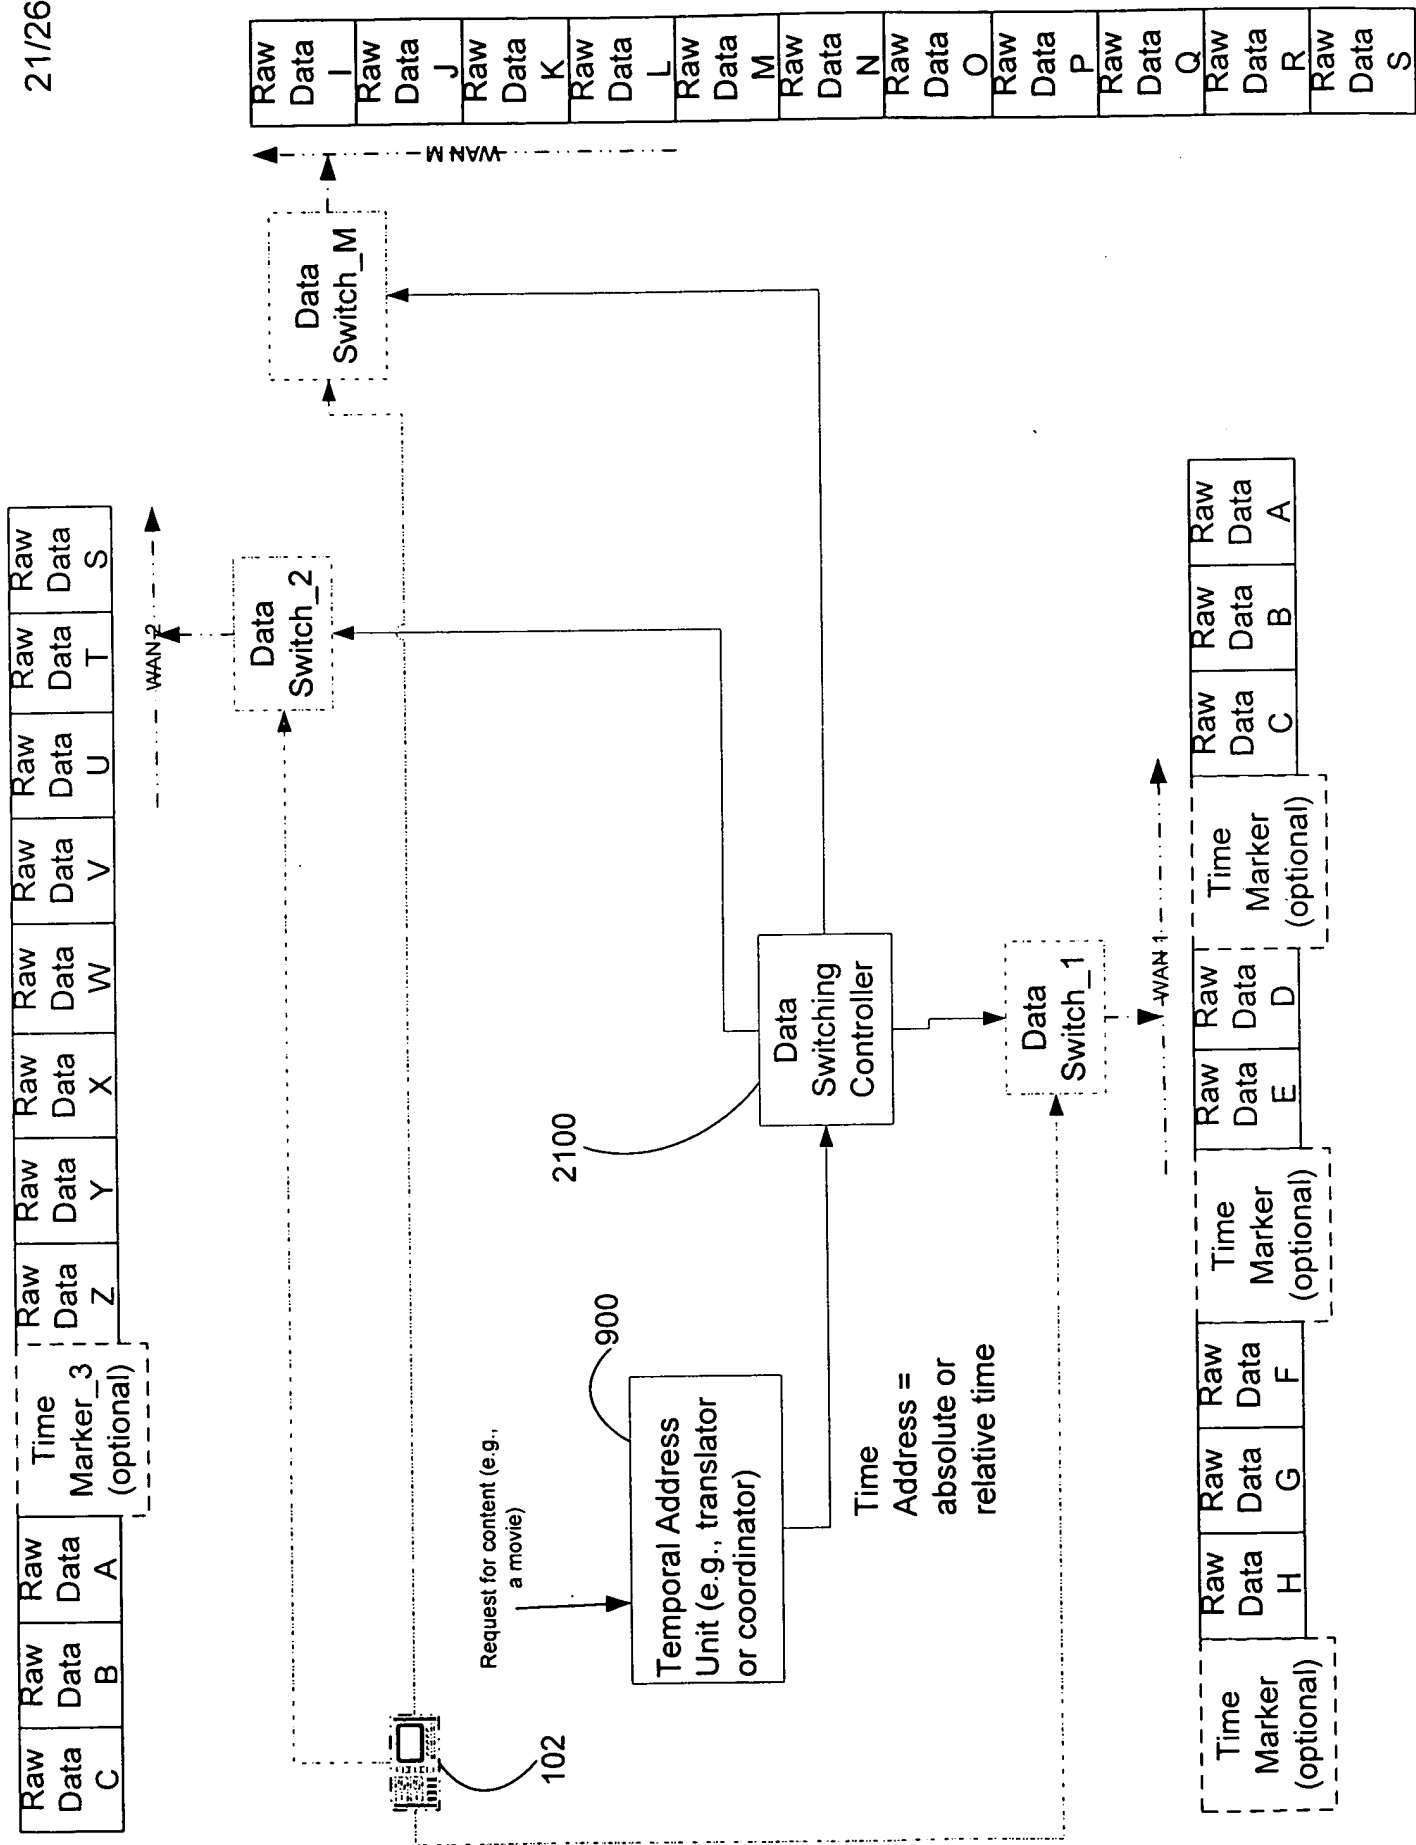 21/26
Raw
Data
C
Raw
Data
B
Raw
Data
A
Time
Marker_3
(optional)
Raw
Data
Z
Raw
Data
Y
Raw
Data
X
Raw
Data
W
Raw
Data
V
Raw
Data
U
Raw
Data
T
Raw
Data
S
WAN 2
Data
Switch_2
Data
Switch_M
WAN M
Raw
Data
I
Raw
Data
J
Raw
Data
K
Raw
Data
L
Raw
Data
M
Raw
Data
N
Raw
Data
O
Raw
Data
P
Raw
Data
Q
Raw
Data
R
Raw
Data
S
102
Request for content (e.g.,
a movie)
900
Temporal Address
Unit (e.g., translator
or coordinator)
Time
Address =
absolute or
relative time
2100
Data
Switching
Controller
Data
Switch_1
WAN 1
Time
Marker
(optional)
Raw
Data
H
Raw
Data
G
Raw
Data
F
Time
Marker
(optional)
Raw
Data
E
Raw
Data
D
Time
Marker
(optional)
Raw
Data
C
Raw
Data
B
Raw
Data
A